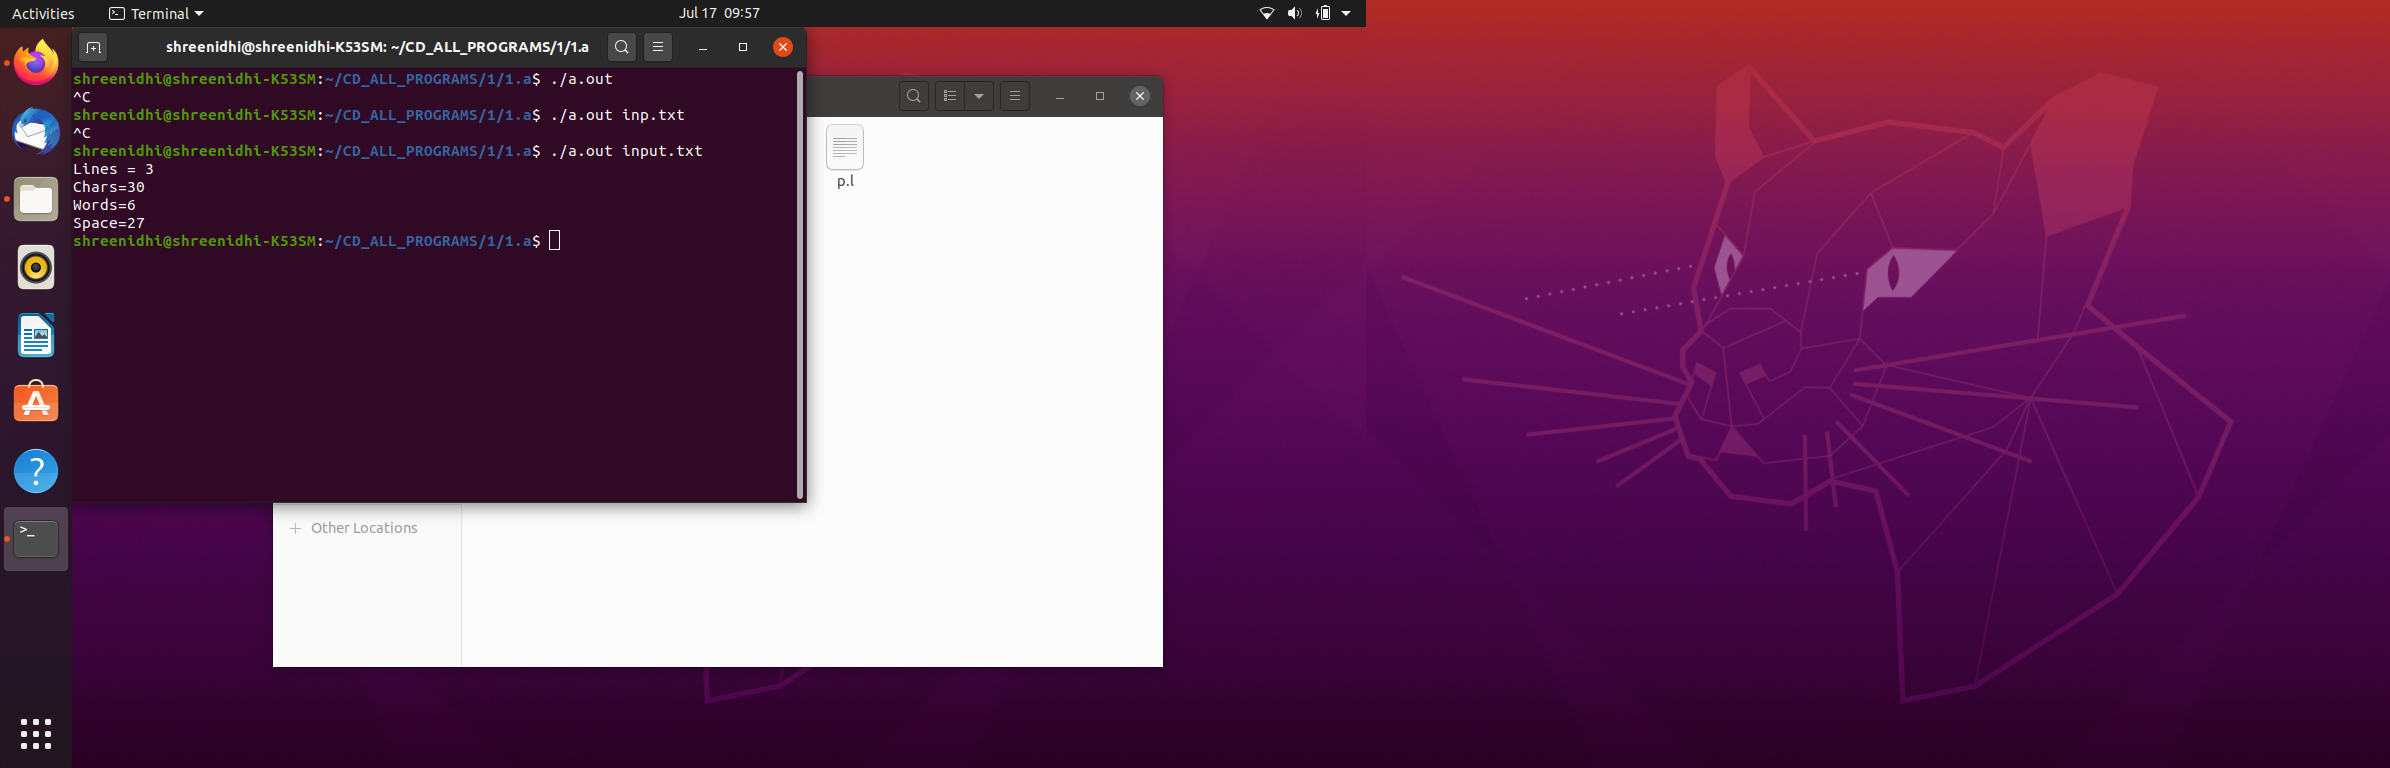 Activities
Terminal
Jul 17 09:57
shreenidhi@shreenidhi-K53SM: ~/CD_ALL_PROGRAMS/1/1.a
shreenidhi@shreenidhi-K53SM:~/CD_ALL_PROGRAMS/1/1.a$ ./a.out
^C
shreenidhi@shreenidhi-K53SM:~/CD_ALL_PROGRAMS/1/1.a$ ./a.out inp.txt
^C
shreenidhi@shreenidhi-K53SM:~/CD_ALL_PROGRAMS/1/1.a$ ./a.out input.txt
Lines = 3
Chars=30
Words=6
Space=27
shreenidhi@shreenidhi-K53SM:~/CD_ALL_PROGRAMS/1/1.a$
p.l
+ Other Locations